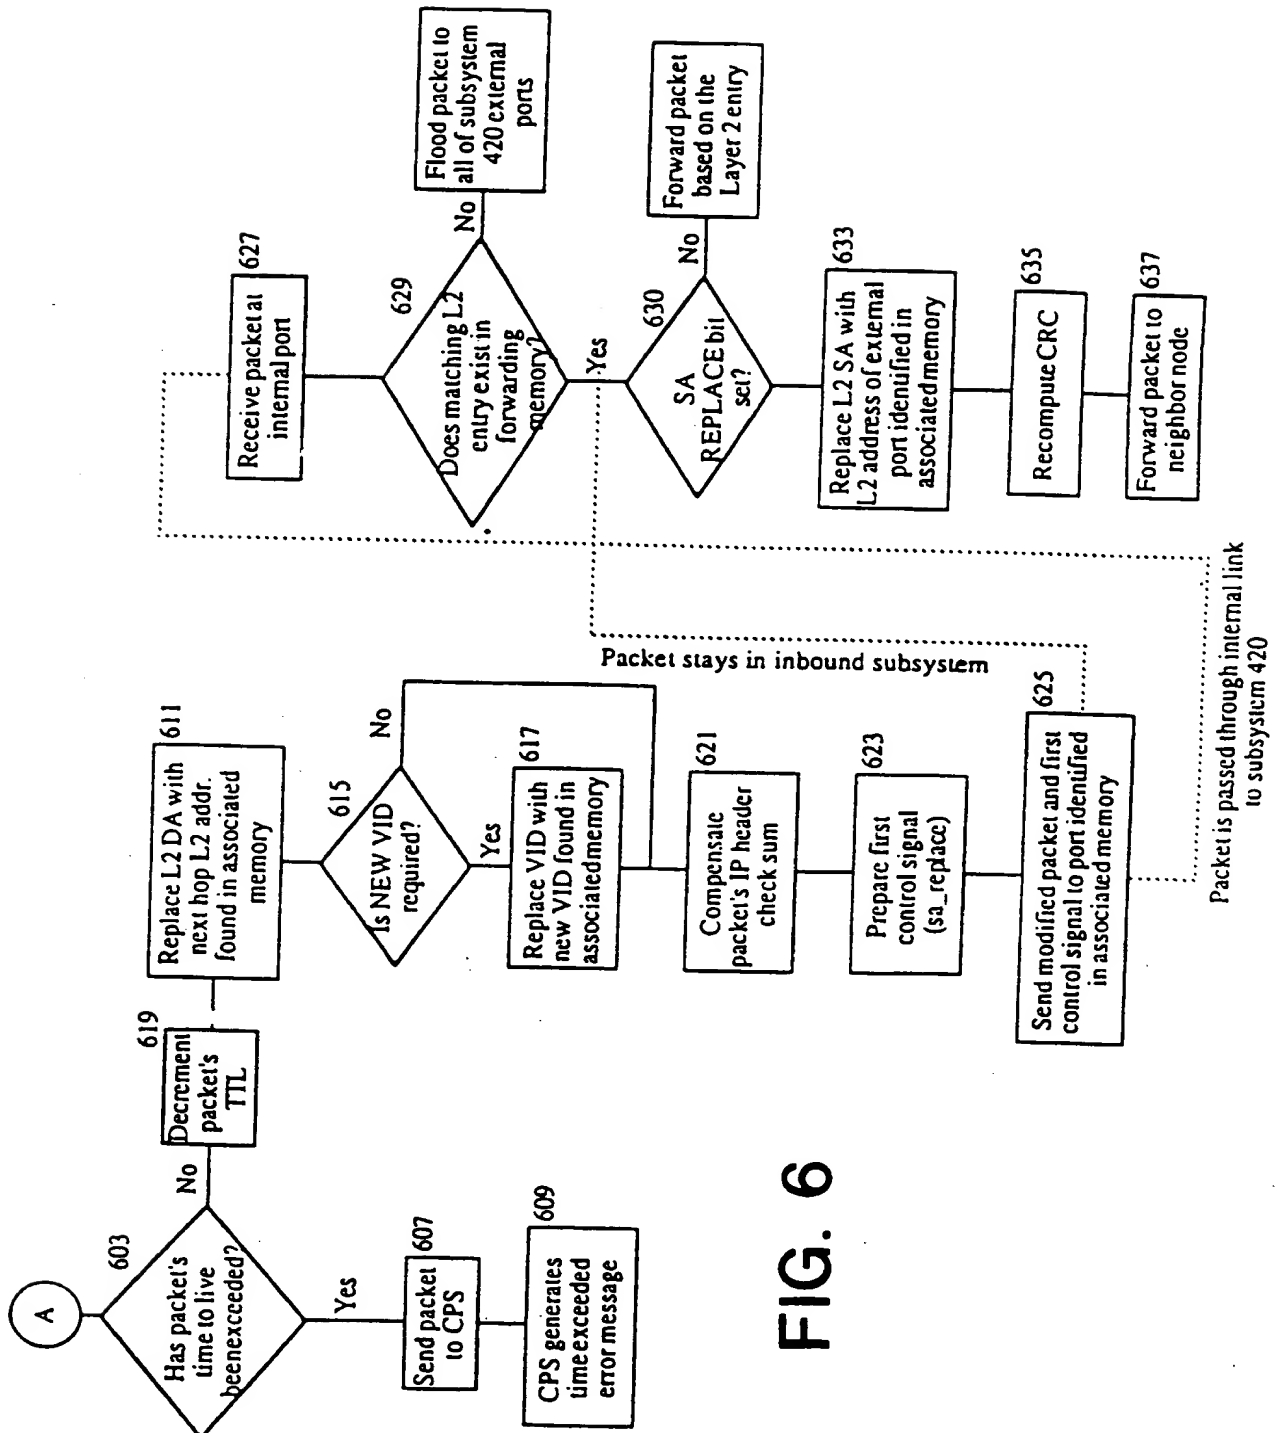 A
603
Has packet's
time to live
beenexceeded?
Yes
No
607
Send packet
to CPS
609
CPS generates
time exceeded
error message
619
Decrement
packet's
TTL
611
Replace L2 DA with
next hop L2 addr.
found in associated
memory
615
Is NEW VID
required?
No
Yes
617
Replace VID with
new VID found in
associatedmemory
621
Compensate
packet's IP header
check sum
623
Prepare first
control signal
(sa_replace)
625
Send modified packet and first
control signal to port identified
in associated memory
Packet stays in inbound subsystem
Packet is passed through internal link
to subsystem 420
627
Receive packet at
internal port
629
Does matching L2
entry exist in
forwarding
memory?
No
Flood packet to
all of subsystem
420 external
ports
Yes
630
SA
REPLACE bit
set?
No
Forward packet
based on the
Layer 2 entry
633
Replace L2 SA with
L2 address of external
port identified in
associated memory
635
Recompute CRC
637
Forward packet to
neighbor node
FIG. 6